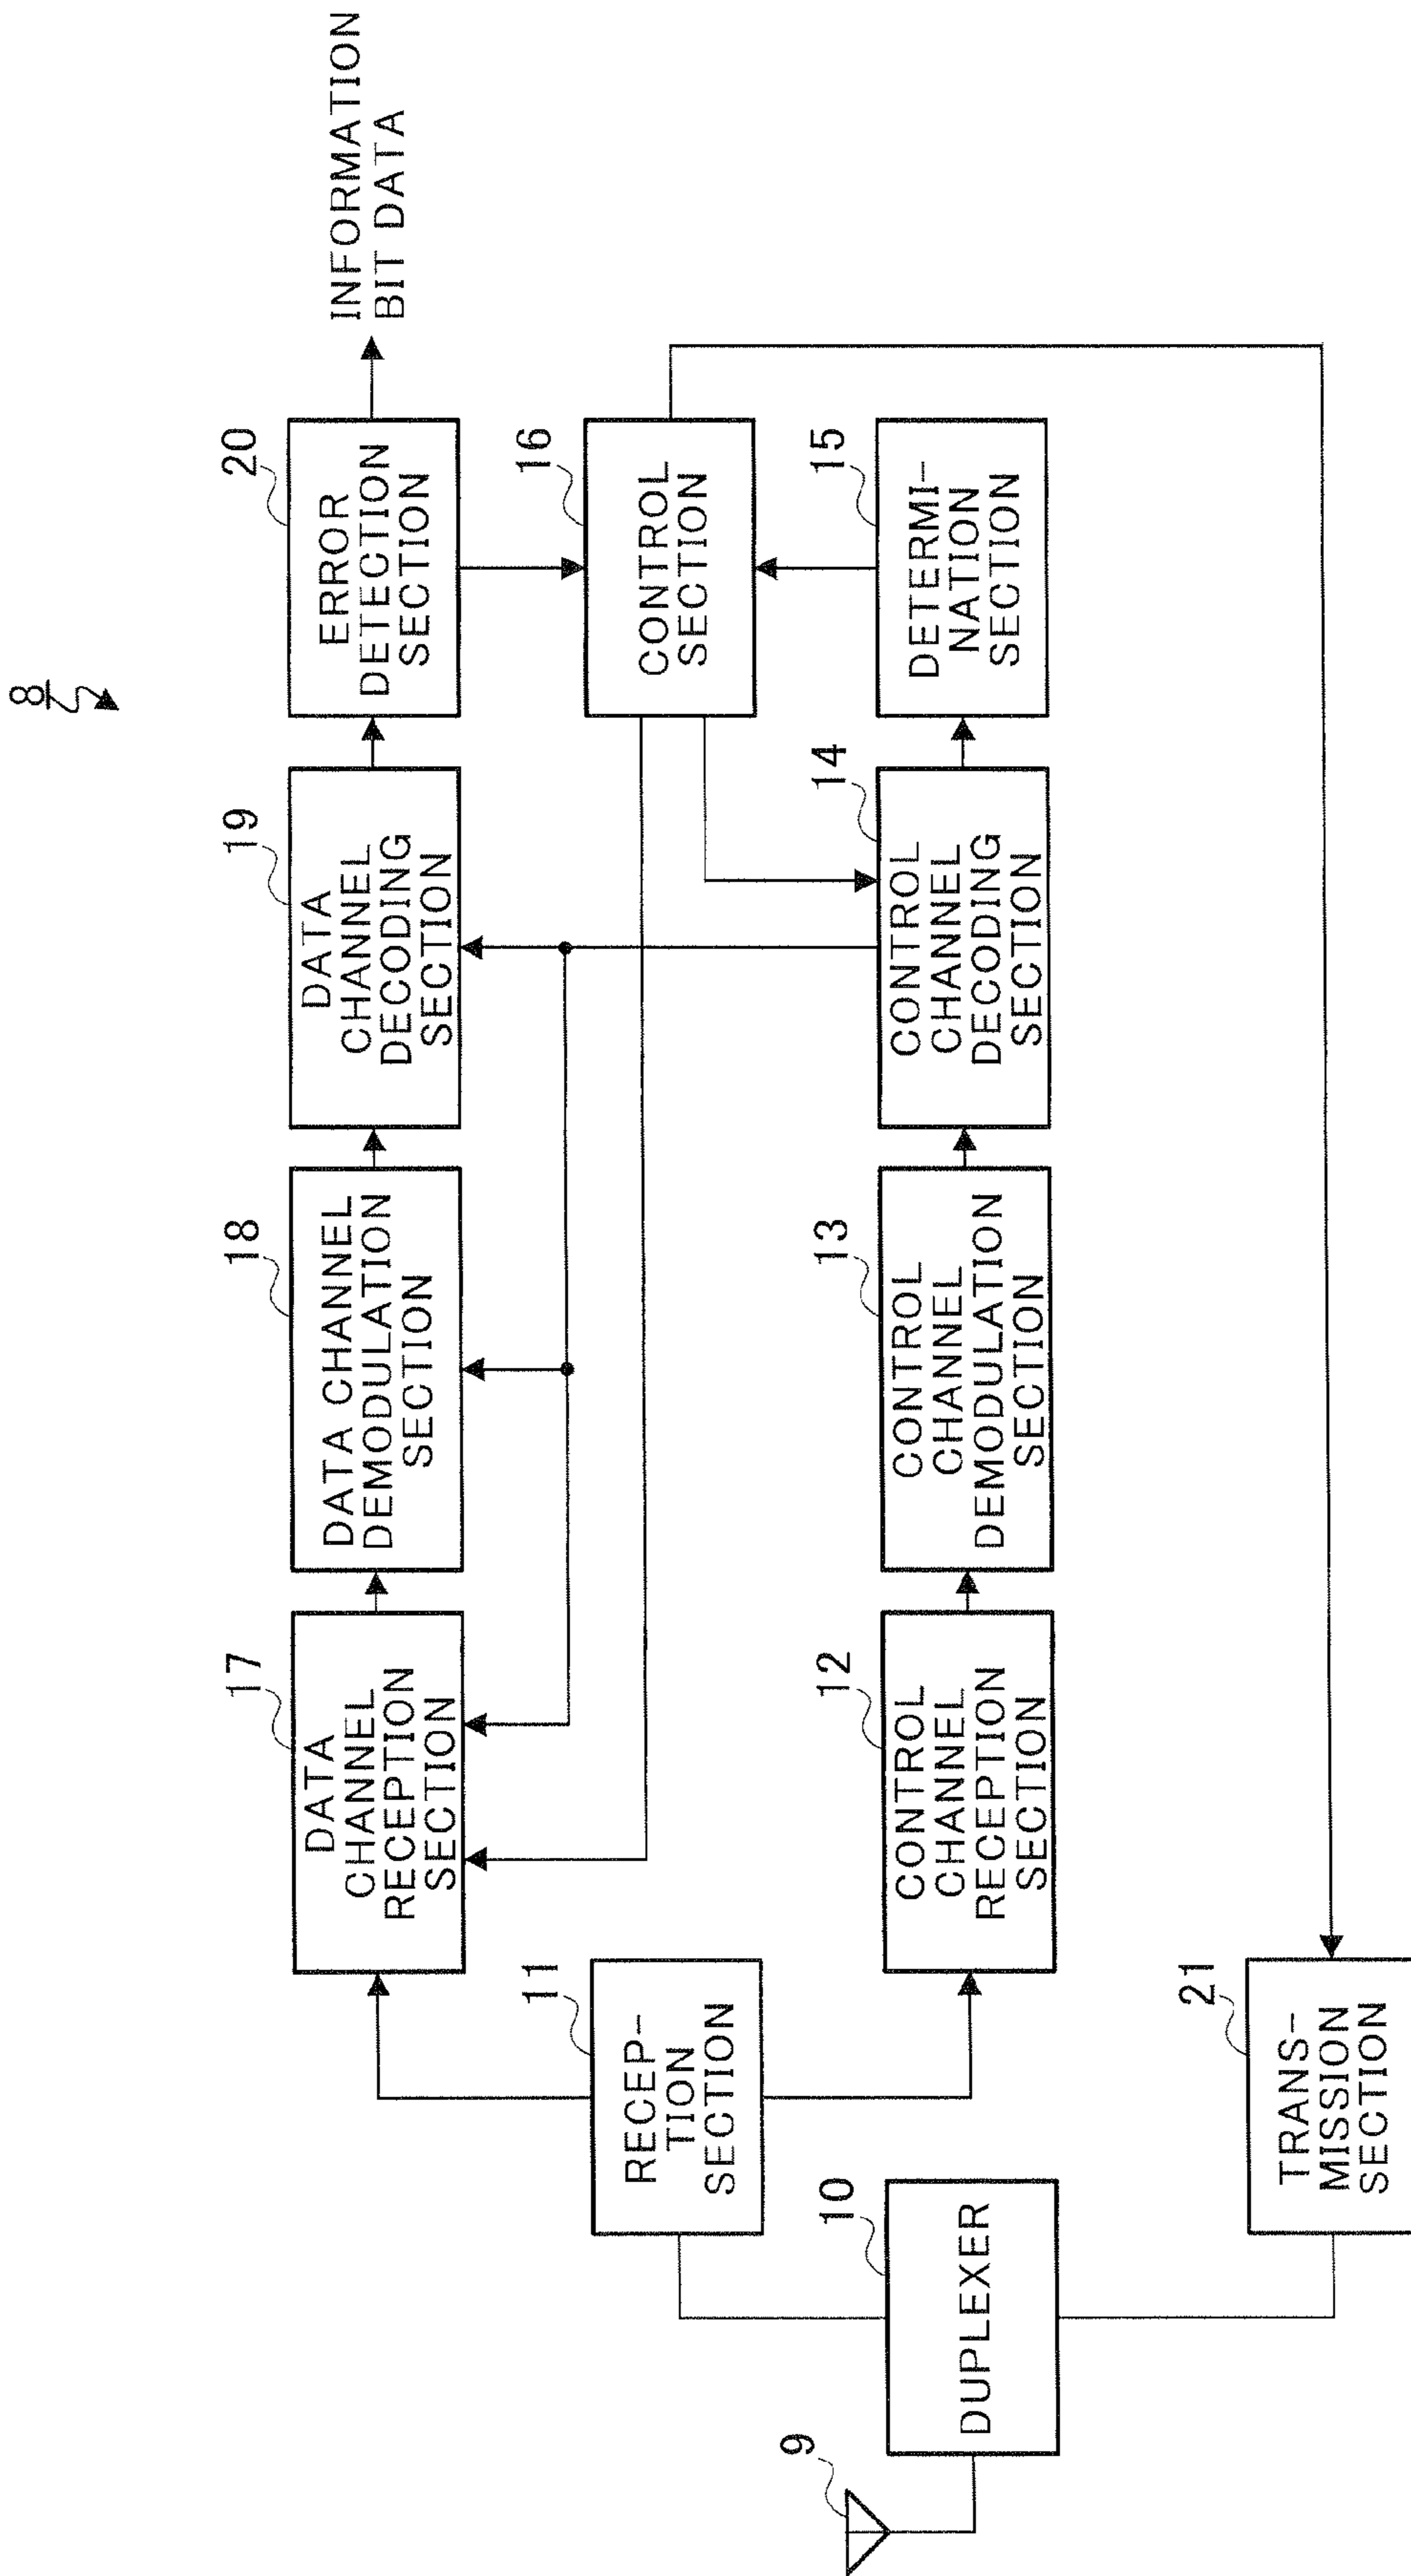 8
17
DATA
CHANNEL
RECEPTION
SECTION
18
DATA CHANNEL
DEMODULATION
SECTION
19
DATA
CHANNEL
DECODING
SECTION
20
ERROR
DETECTION
SECTION
INFORMATION
BIT DATA
11
RECEP-
TION
SECTION
16
CONTROL
SECTION
9
10
DUPLEXER
12
CONTROL
CHANNEL
RECEPTION
SECTION
13
CONTROL
CHANNEL
DEMODULATION
SECTION
14
CONTROL
CHANNEL
DECODING
SECTION
15
DETERMI-
NATION
SECTION
21
TRANS-
MISSION
SECTION